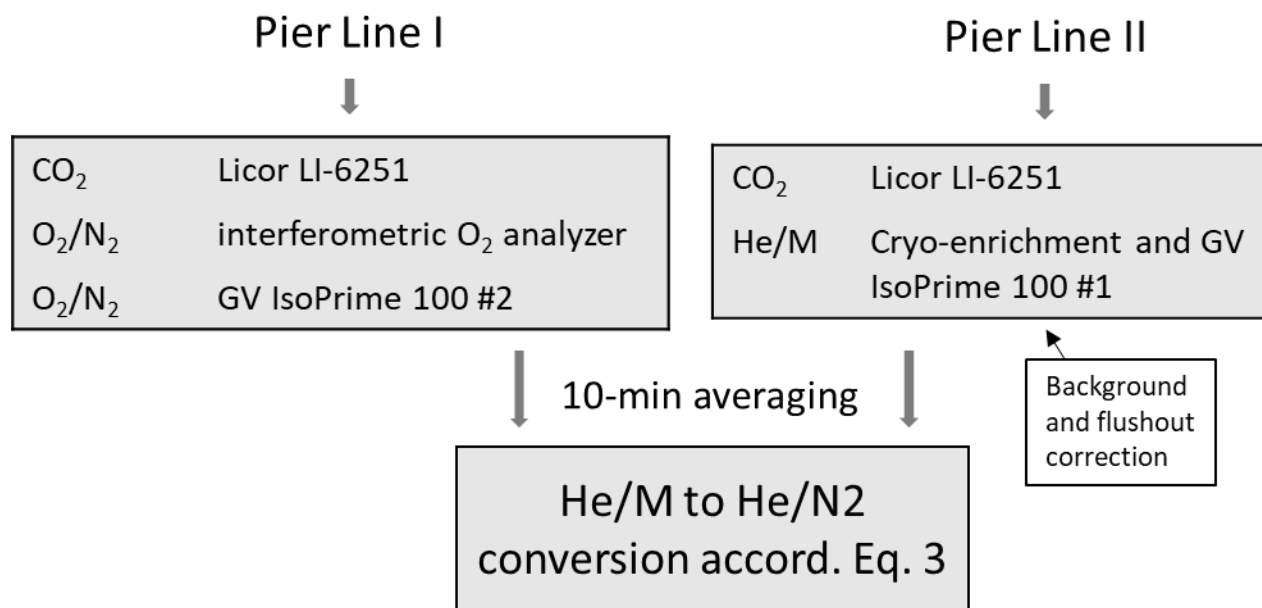 Pier Line I
CO₂ Licor LI-6251
O₂/N₂ interferometric O₂ analyzer
O₂/N₂ GV IsoPrime 100 #2
Pier Line II
CO₂ Licor LI-6251
He/M Cryo-enrichment and GV
IsoPrime 100 #1
Background
and flushout
correction
10-min averaging
He/M to He/N2
conversion accord. Eq. 3